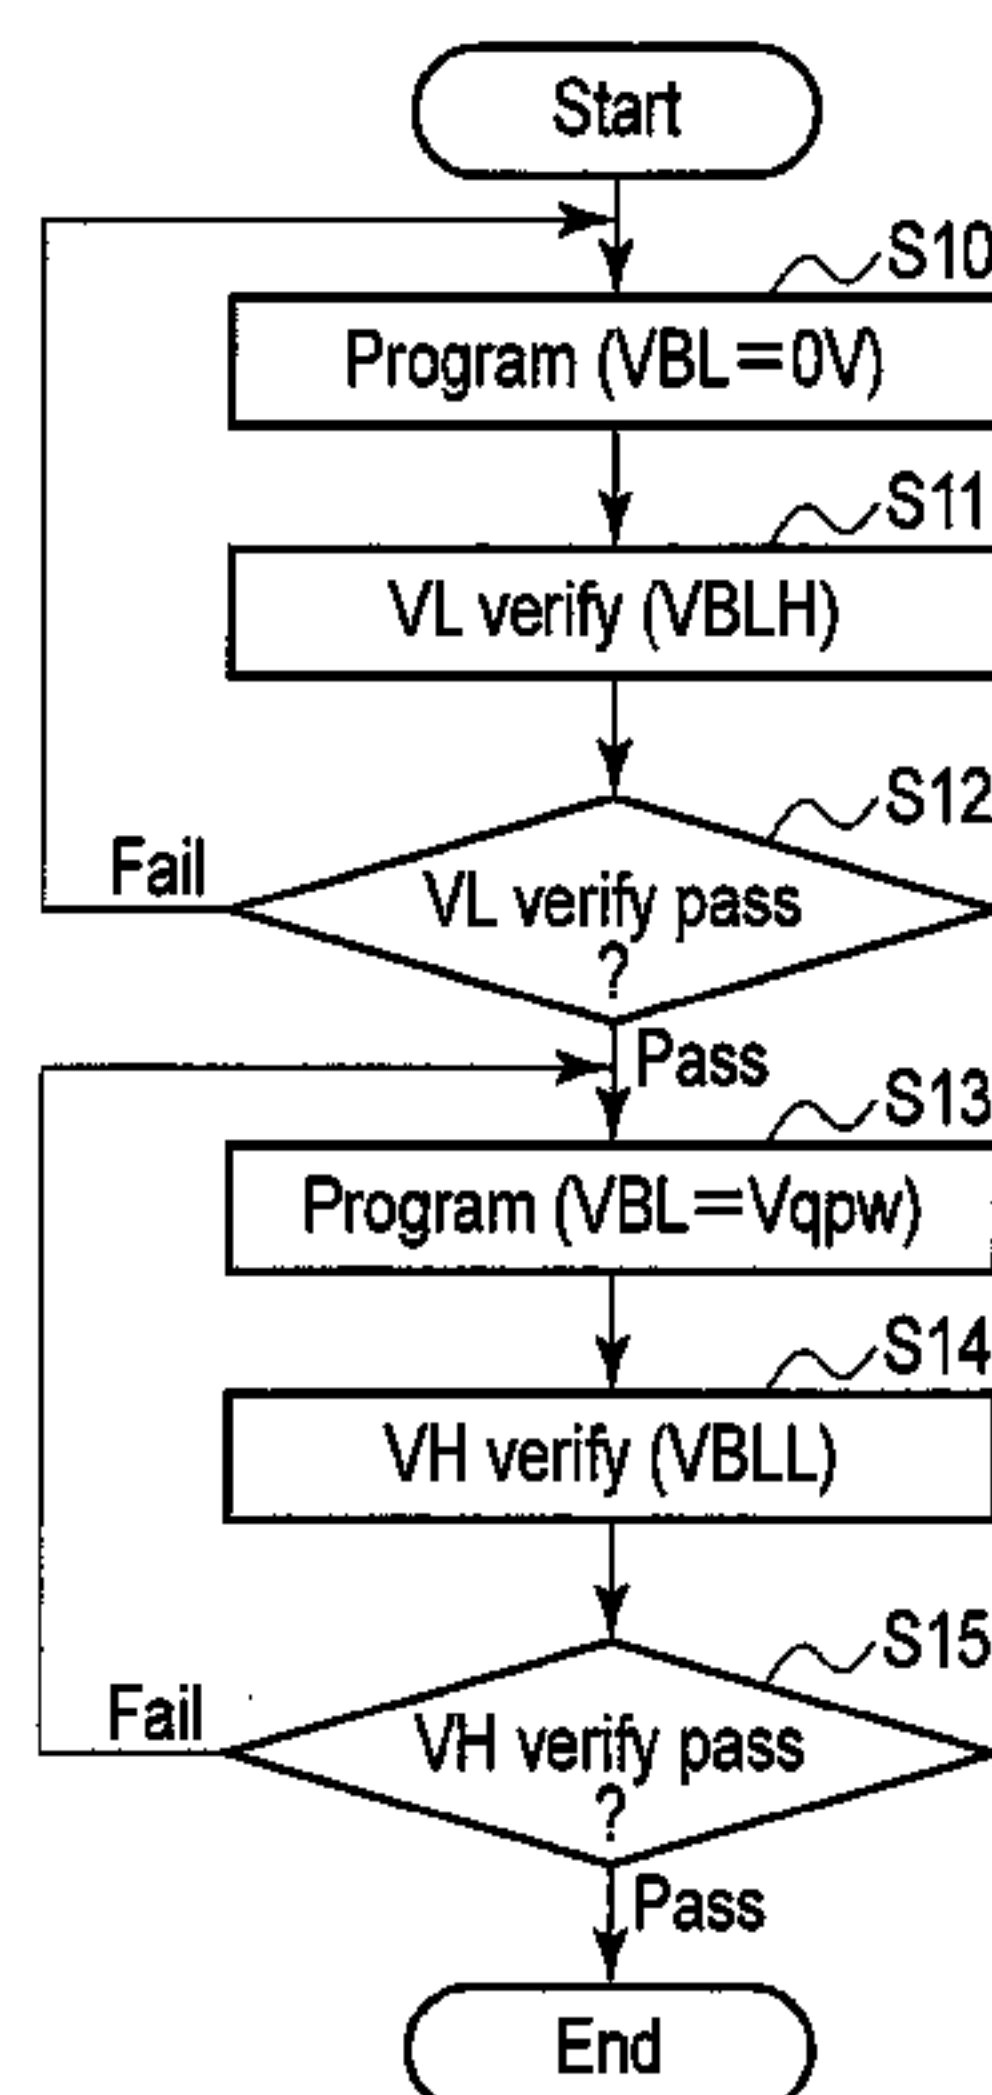 Start
S10
Program (VBL=0V)
S11
VL verify (VBLH)
S12
Fail
VL verify pass
?
Pass
S13
Program (VBL=Vqpw)
S14
VH verify (VBLL)
S15
Fail
VH verify pass
?
Pass
End